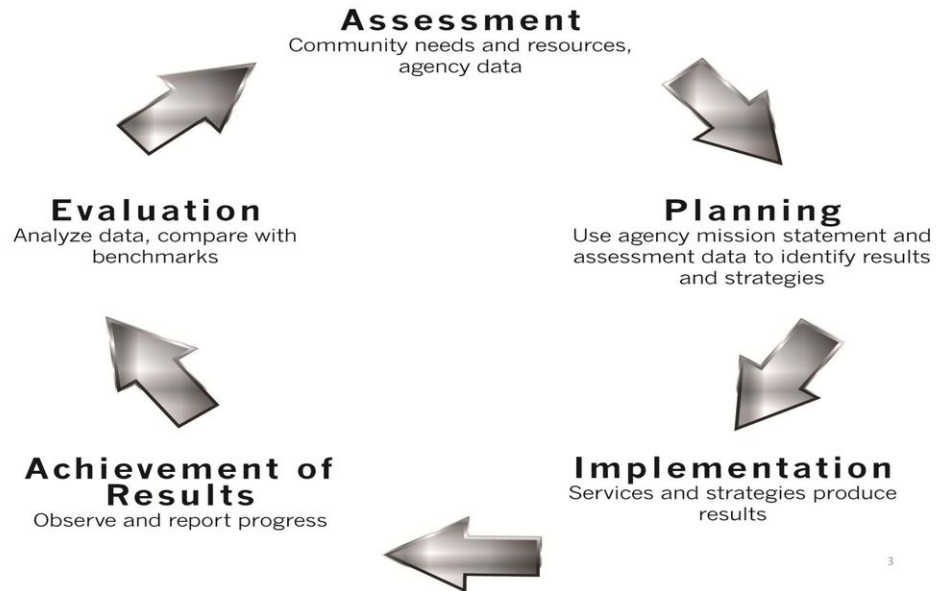 Assessment
Community needs and resources,
agency data
Evaluation
Analyze data, compare with
benchmarks
Planning
Use agency mission statement and
assessment data to identify results
and strategies
Achievement of
Results
Observe and report progress
Implementation
Services and strategies produce
results
3